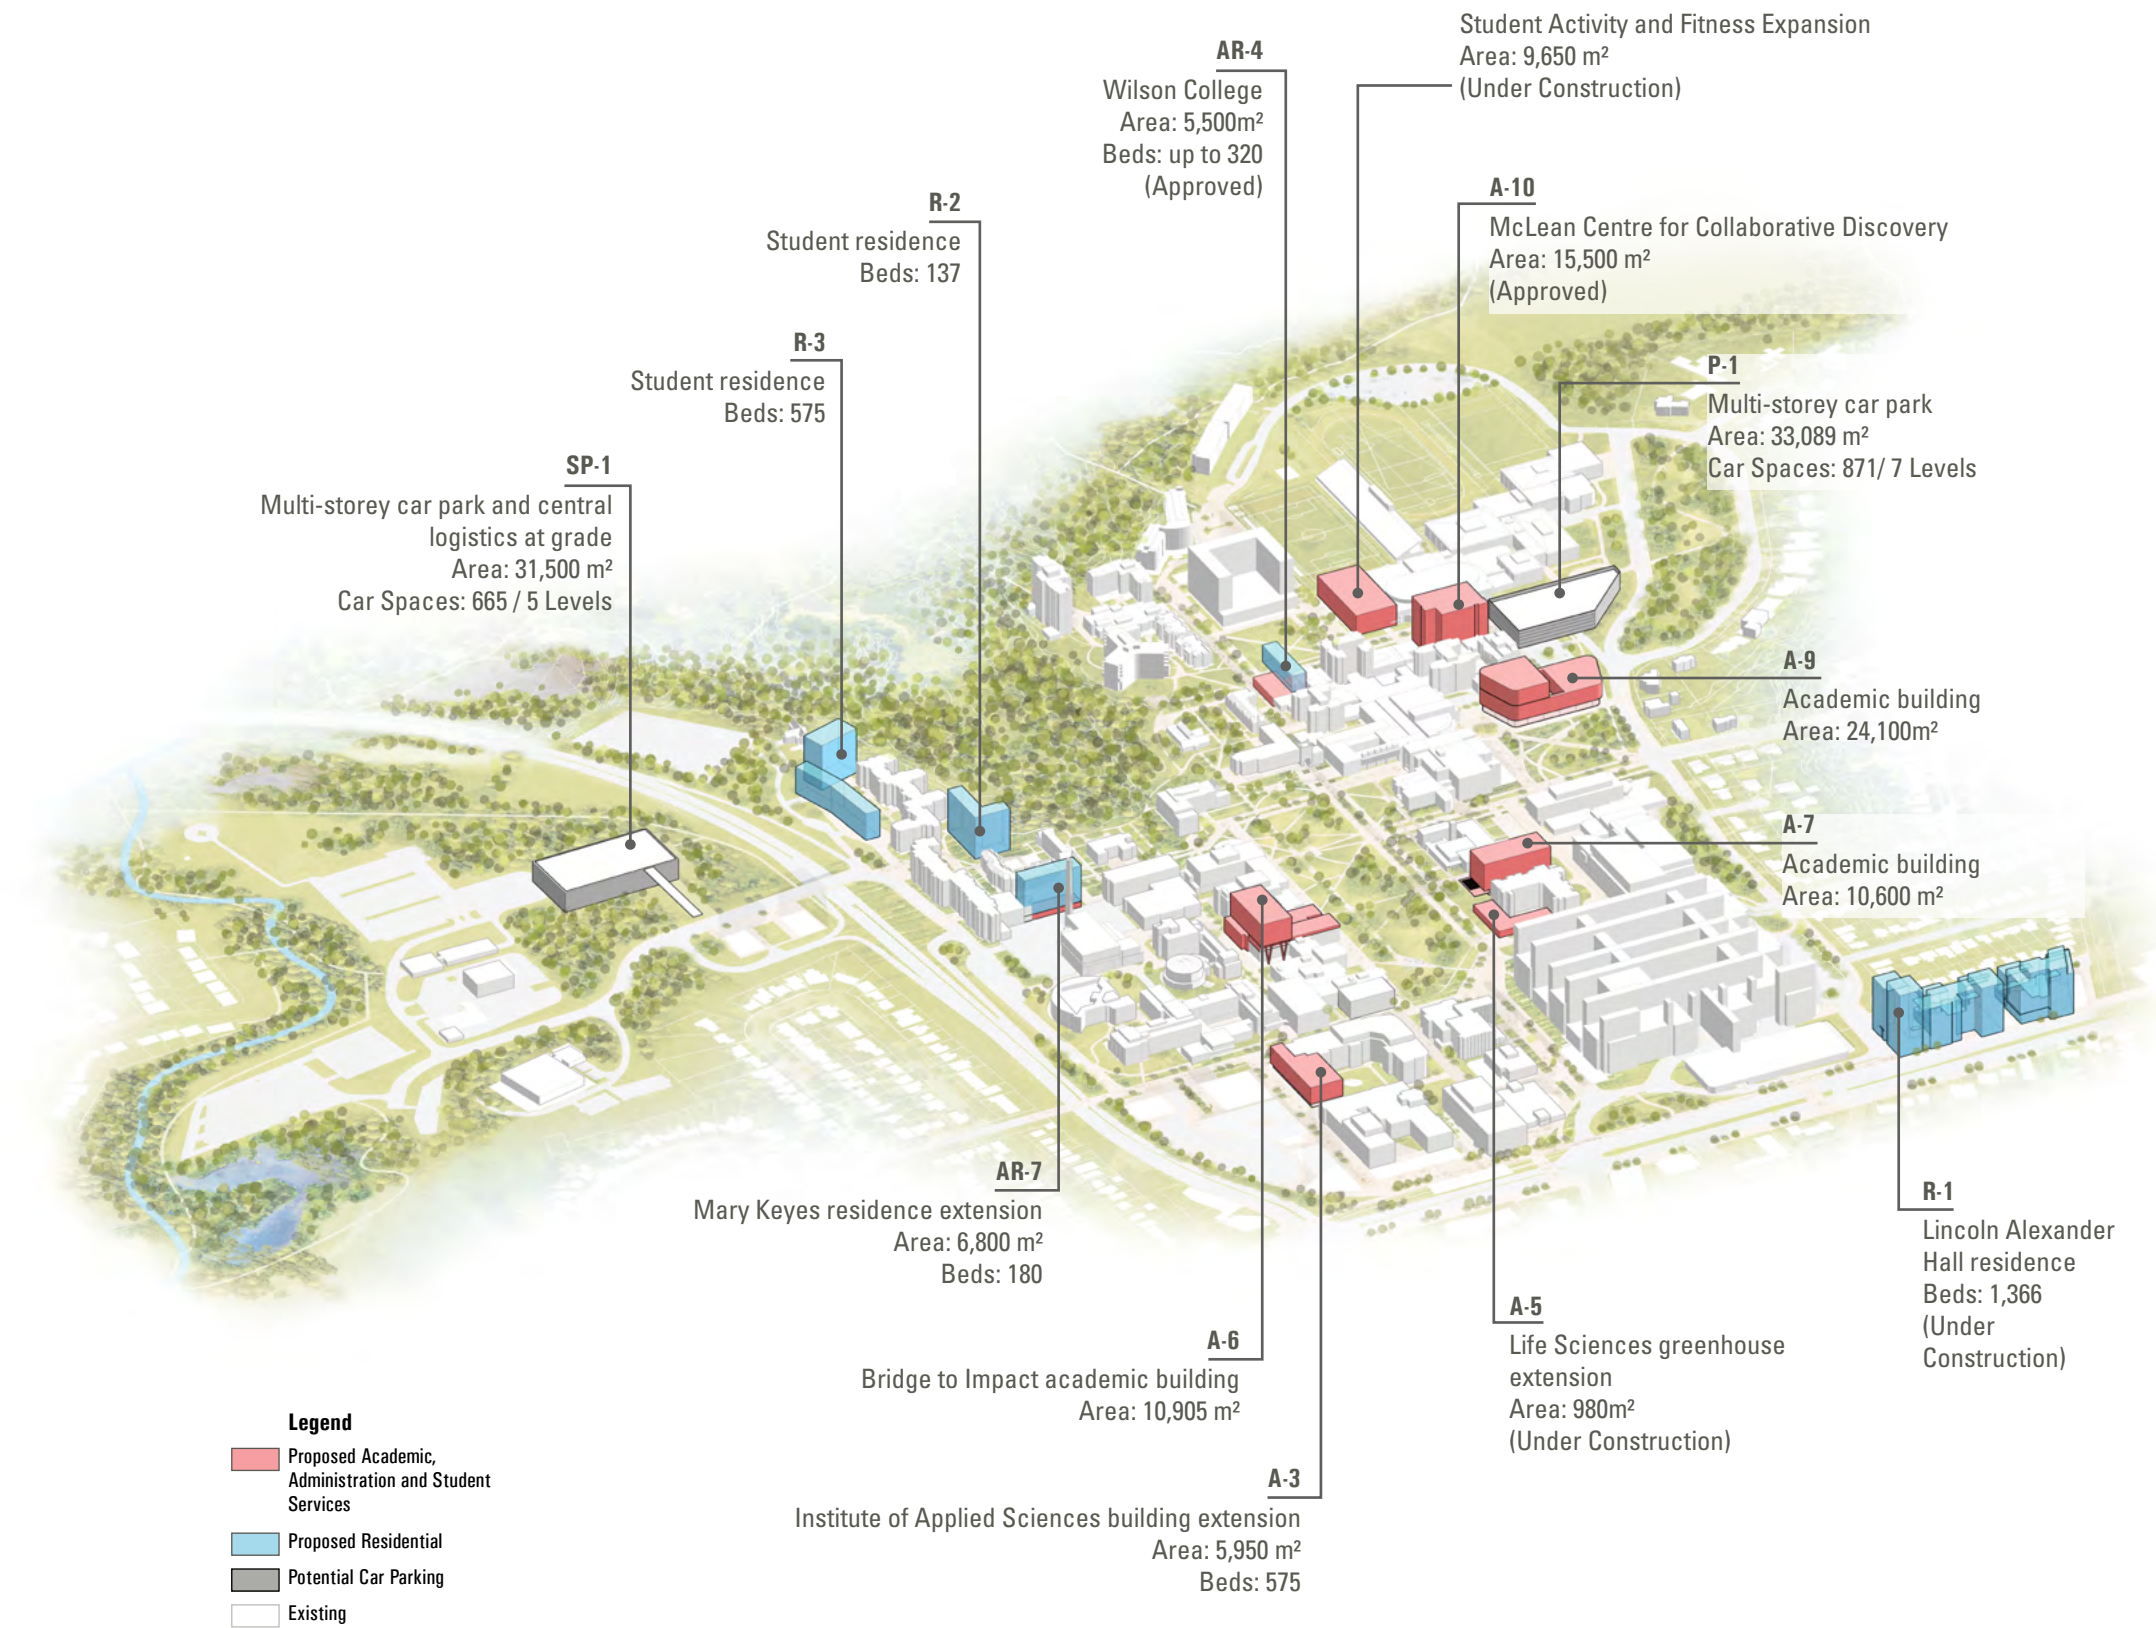 Student Activity and Fitness Expansion
Area: 9,650 m²
(Under Construction)
AR-4
Wilson College
Area: 5,500m²
Beds: up to 320
(Approved)
A-10
McLean Centre for Collaborative Discovery
Area: 15,500 m²
(Approved)
R-2
Student residence
Beds: 137
R-3
Student residence
Beds: 575
P-1
Multi-storey car park
Area: 33,089 m²
Car Spaces: 871/ 7 Levels
SP-1
Multi-storey car park and central
logistics at grade
Area: 31,500 m²
Car Spaces: 665 / 5 Levels
A-9
Academic building
Area: 24,100m²
A-7
Academic building
Area: 10,600 m²
AR-7
Mary Keyes residence extension
Area: 6,800 m²
Beds: 180
R-1
Lincoln Alexander
Hall residence
Beds: 1,366
(Under
Construction)
A-5
Life Sciences greenhouse
extension
Area: 980m²
(Under Construction)
A-6
Bridge to Impact academic building
Area: 10,905 m²
A-3
Institute of Applied Sciences building extension
Area: 5,950 m²
Beds: 575
Legend
Proposed Academic,
Administration and Student
Services
Proposed Residential
Potential Car Parking
Existing